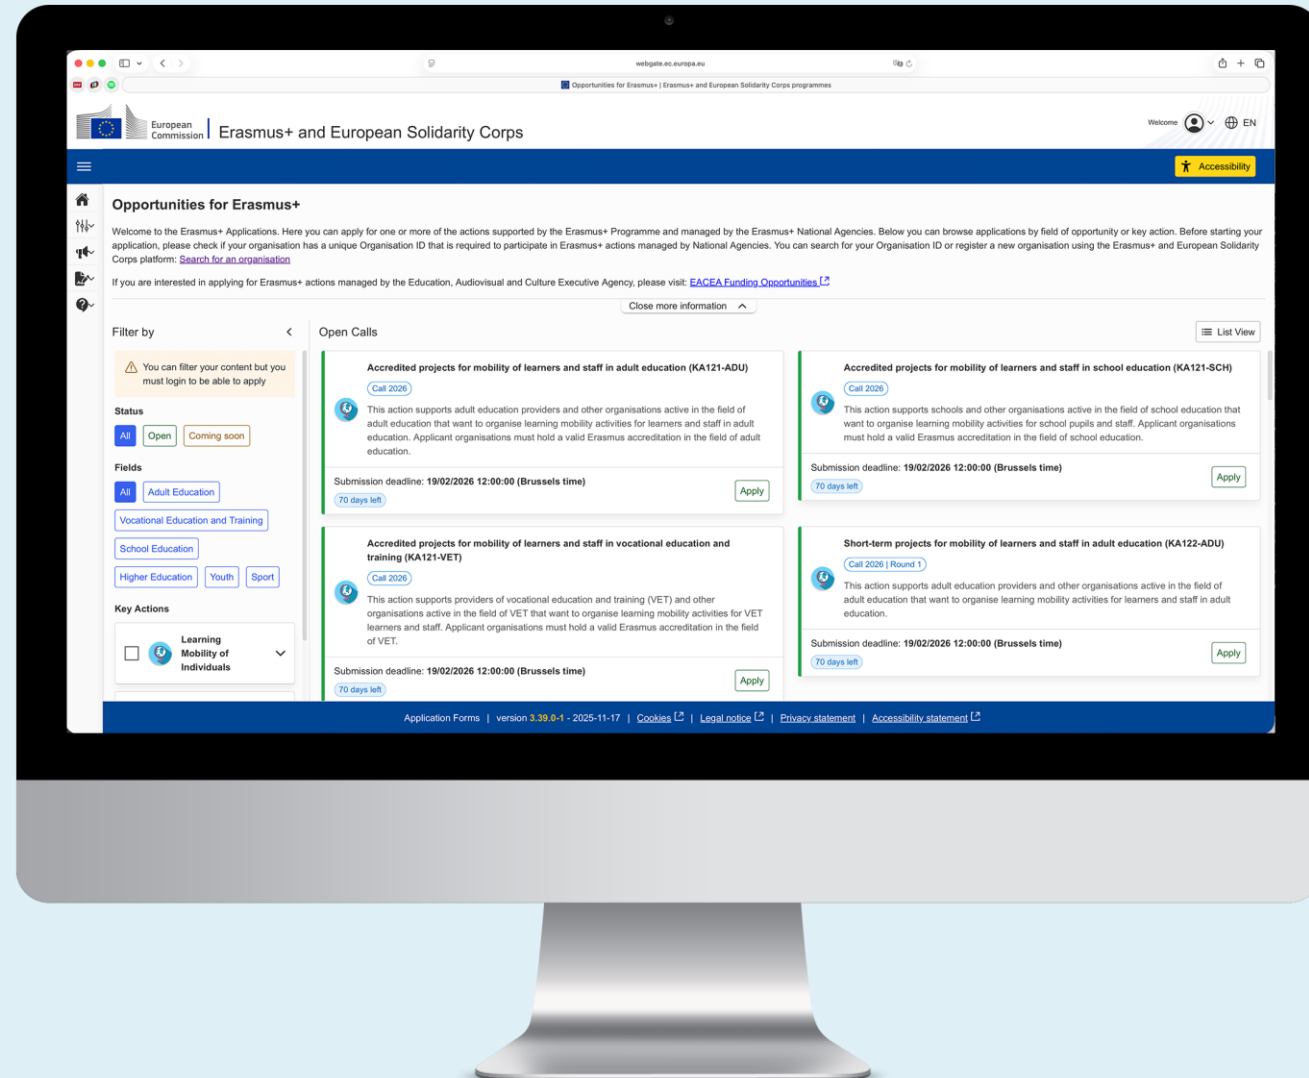 webgate.ec.europa.eu
Opportunities for Erasmus+ | Erasmus+ and European Solidarity Corps programmes
European
Commission
Erasmus+ and European Solidarity Corps
Welcome
EN
Accessibility
Opportunities for Erasmus+
Welcome to the Erasmus+ Applications. Here you can apply for one or more of the actions supported by the Erasmus+ Programme and managed by the Erasmus+ National Agencies. Below you can browse applications by field of opportunity or key action. Before starting your
application, please check if your organisation has a unique Organisation ID that is required to participate in Erasmus+ actions managed by National Agencies. You can search for your Organisation ID or register a new organisation using the Erasmus+ and European Solidarity
Corps platform: Search for an organisation
If you are interested in applying for Erasmus+ actions managed by the Education, Audiovisual and Culture Executive Agency, please visit: EACEA Funding Opportunities
Close more information
Filter by
You can filter your content but you
must login to be able to apply
Status
All Open Coming soon
Fields
All Adult Education
Vocational Education and Training
School Education
Higher Education Youth Sport
Key Actions
Learning
Mobility of
Individuals
Open Calls
List View
Accredited projects for mobility of learners and staff in adult education (KA121-ADU)
Call 2026
This action supports adult education providers and other organisations active in the field of
adult education that want to organise learning mobility activities for learners and staff in adult
education. Applicant organisations must hold a valid Erasmus accreditation in the field of adult
education.
Submission deadline: 19/02/2026 12:00:00 (Brussels time)
70 days left
Apply
Accredited projects for mobility of learners and staff in school education (KA121-SCH)
Call 2026
This action supports schools and other organisations active in the field of school education that
want to organise learning mobility activities for school pupils and staff. Applicant organisations
must hold a valid Erasmus accreditation in the field of school education.
Submission deadline: 19/02/2026 12:00:00 (Brussels time)
70 days left
Apply
Accredited projects for mobility of learners and staff in vocational education and
training (KA121-VET)
Call 2026
This action supports providers of vocational education and training (VET) and other
organisations active in the field of VET that want to organise learning mobility activities for VET
learners and staff. Applicant organisations must hold a valid Erasmus accreditation in the field
of VET.
Submission deadline: 19/02/2026 12:00:00 (Brussels time)
70 days left
Apply
Short-term projects for mobility of learners and staff in adult education (KA122-ADU)
Call 2026 | Round 1
This action supports adult education providers and other organisations active in the field of
adult education that want to organise learning mobility activities for learners and staff in adult
education.
Submission deadline: 19/02/2026 12:00:00 (Brussels time)
70 days left
Apply
Application Forms | version 3.39.0-1 - 2025-11-17 | Cookies | Legal notice | Privacy statement | Accessibility statement